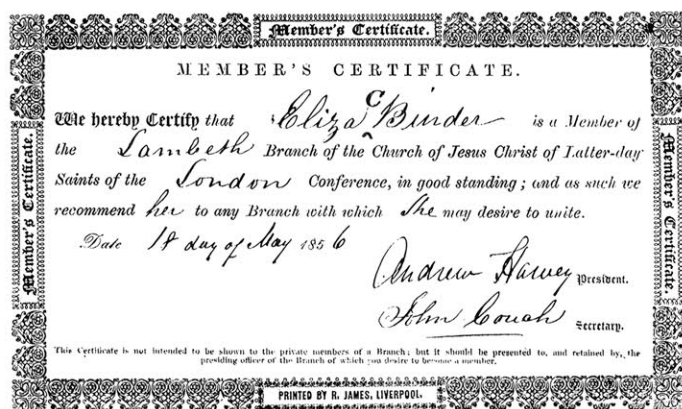 Member's Certificate.
MEMBER'S CERTIFICATE.
We hereby Certify that Eliza C Binder is a Member of
the Lambeth Branch of the Church of Jesus Christ of Latter-day
Saints of the London Conference, in good standing; and as such we
recommend her to any Branch with which She may desire to unite.
Date 18 day of May 1856
Andrew Harvey President.
John Couch Secretary.
This Certificate is not intended to be shown to the private members of a Branch; but it should be presented to, and retained by, the
presiding officer of the Branch of which you desire to become a member.
PRINTED BY R. JAMES, LIVERPOOL.
Member's Certificate.
Member's Certificate.